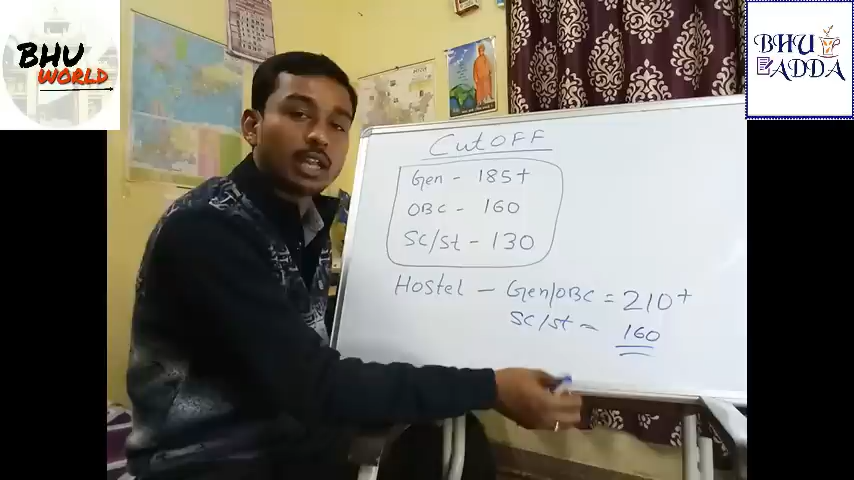 BHU
WORLD
BHU
ADDA
CutOFF
Gen - 185+
OBC - 160
SC/St - 130
Hostel - Gen/OBC = 210+
SC/St = 160